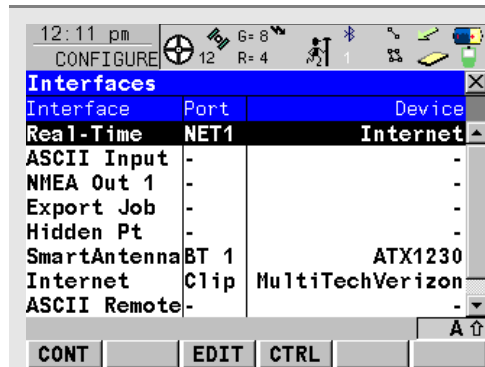 12:11 pm G= 8
CONFIGURE 12 R= 4 1
Interfaces
Interface Port Device
Real-Time NET1 Internet
ASCII Input - -
NMEA Out 1 - -
Export Job - -
Hidden Pt - -
SmartAntenna BT 1 ATX1230
Internet Clip MultiTechVerizon
ASCII Remote - -
A
CONT EDIT CTRL